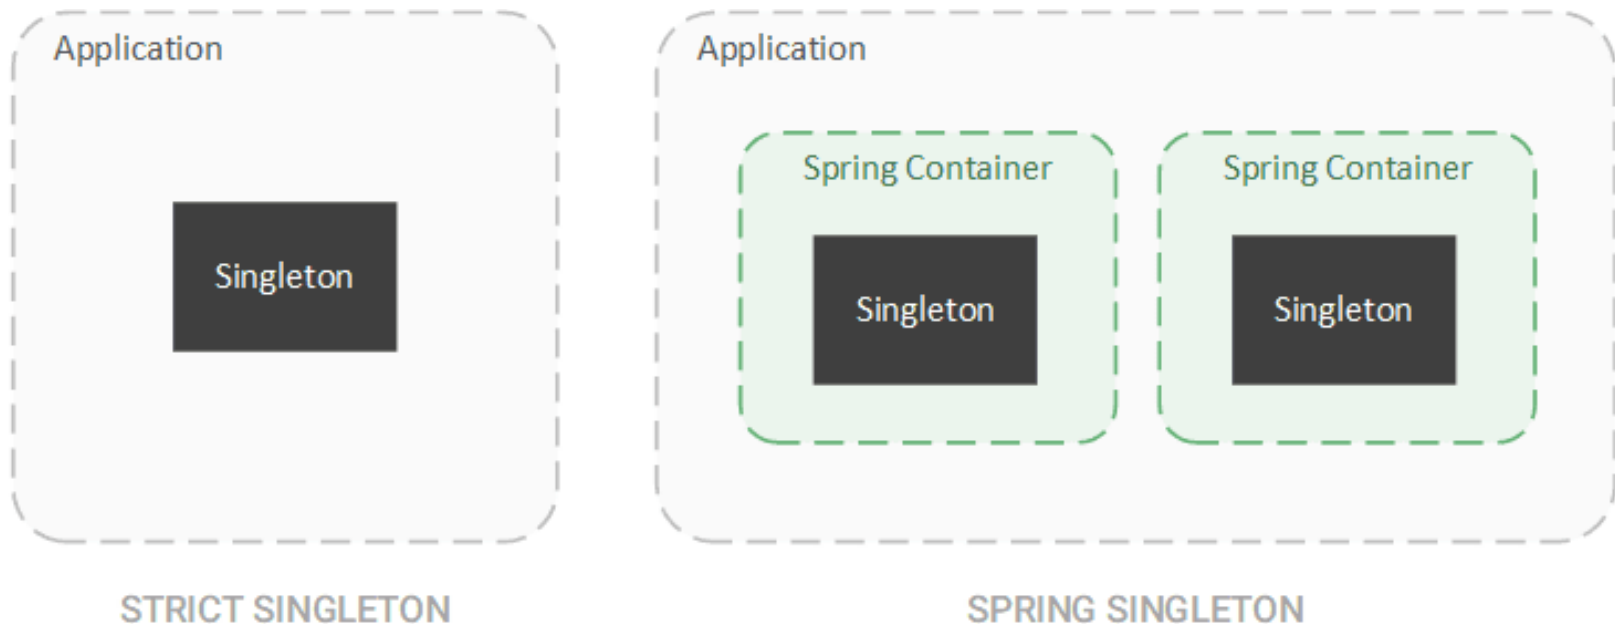 Application
Singleton
STRICT SINGLETON
Application
Spring Container
Singleton
Spring Container
Singleton
SPRING SINGLETON